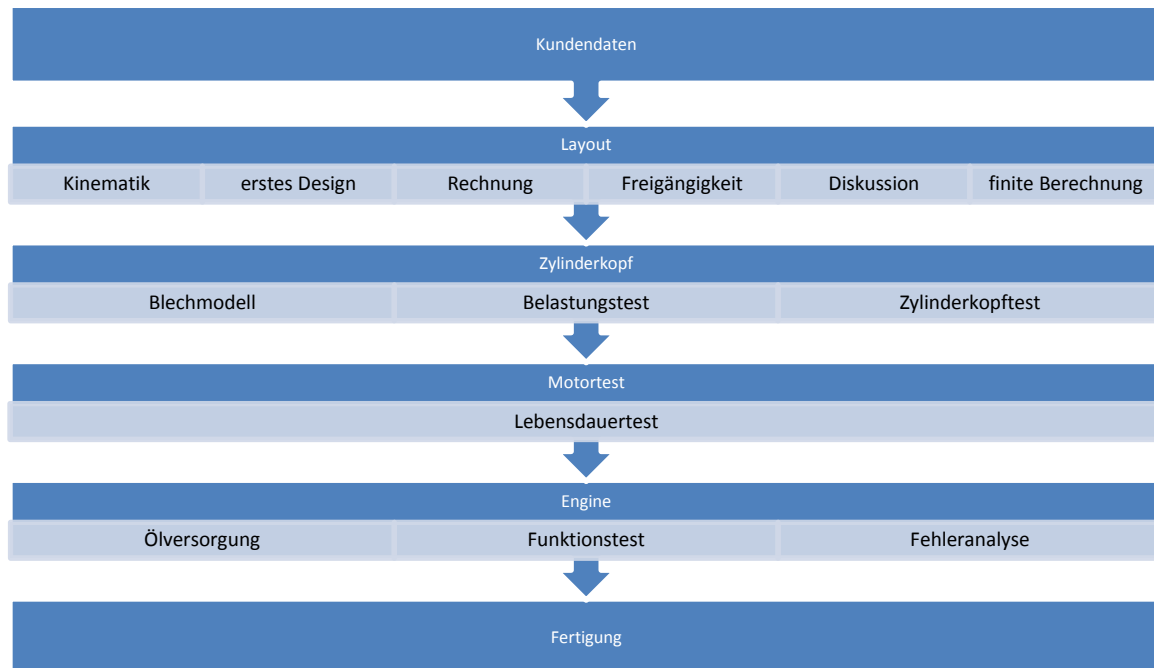 Kundendaten
Layout
Kinematik erstes Design Rechnung Freigängigkeit Diskussion finite Berechnung
Zylinderkopf
Blechmodell Belastungstest Zylinderkopftest
Motortest
Lebensdauertest
Engine
Ölversorgung Funktionstest Fehleranalyse
Fertigung